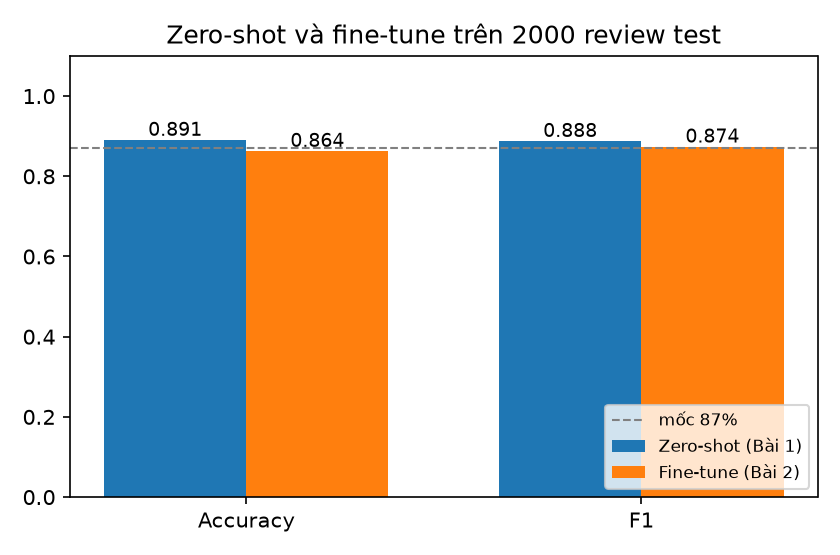 Zero-shot và fine-tune trên 2000 review test
1.0
0.8
0.6
0.4
0.2
0.0
0.891
0.864
0.888
0.874
mốc 87%
Zero-shot (Bài 1)
Fine-tune (Bài 2)
Accuracy
F1